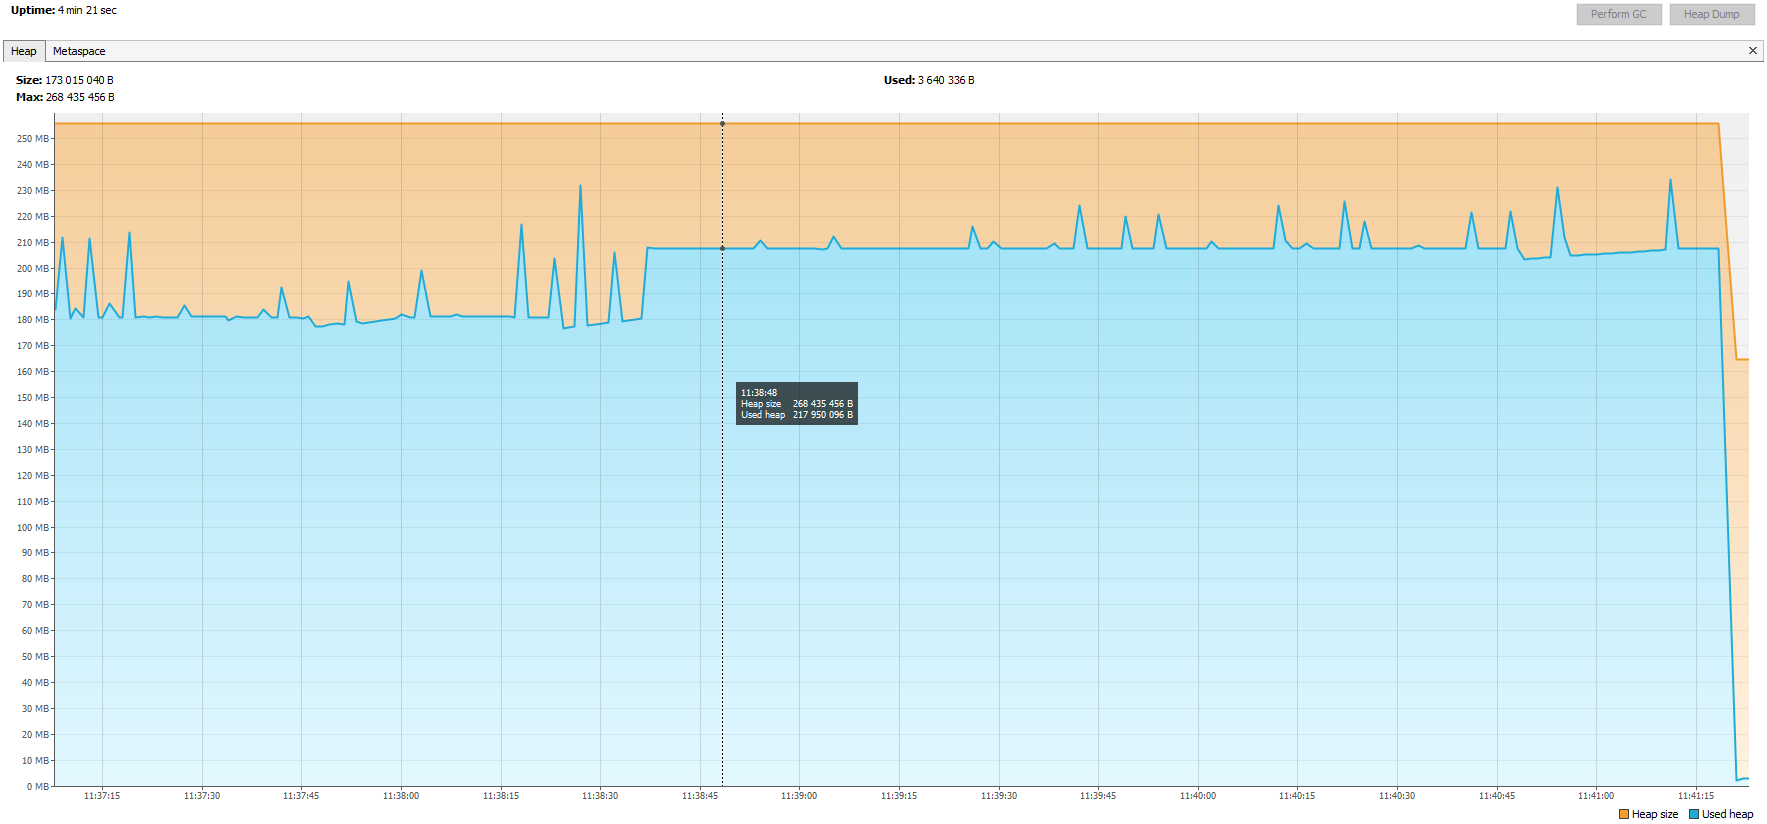 Uptime: 4 min 21 sec
Perform GC Heap Dump
Heap Metaspace
Size: 173 015 040 B Used: 3 640 336 B
Max: 268 435 456 B
250 MB
240 MB
230 MB
220 MB
210 MB
200 MB
190 MB
180 MB
170 MB
160 MB
150 MB
140 MB
130 MB
120 MB
110 MB
100 MB
90 MB
80 MB
70 MB
60 MB
50 MB
40 MB
30 MB
20 MB
10 MB
0 MB
11:38:48
Heap size 268 435 456 B
Used heap 217 950 096 B
11:37:15 11:37:30 11:37:45 11:38:00 11:38:15 11:38:30 11:38:45 11:39:00 11:39:15 11:39:30 11:39:45 11:40:00 11:40:15 11:40:30 11:40:45 11:41:00 11:41:15
Heap size Used heap